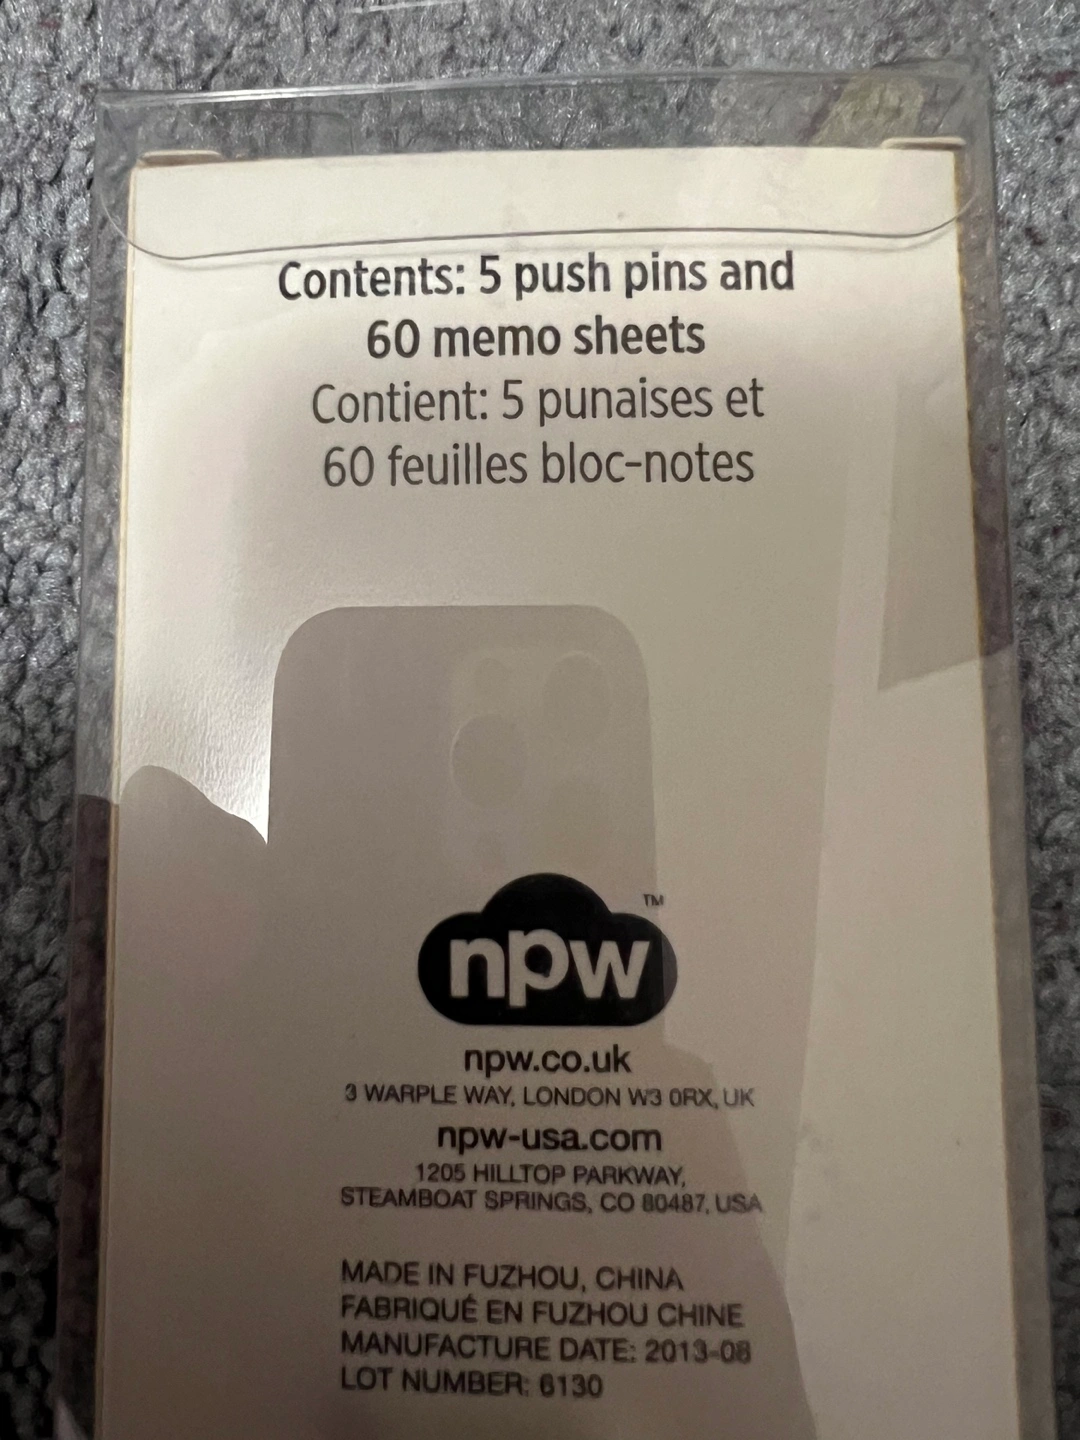 Contents: 5 push pins and
60 memo sheets
Contient: 5 punaises et
60 feuilles bloc-notes
npw™
npw.co.uk
3 WARPLE WAY, LONDON W3 0RX, UK
npw-usa.com
1205 HILLTOP PARKWAY,
STEAMBOAT SPRINGS, CO 80487, USA
MADE IN FUZHOU, CHINA
FABRIQUÉ EN FUZHOU CHINE
MANUFACTURE DATE: 2013-08
LOT NUMBER: 6130